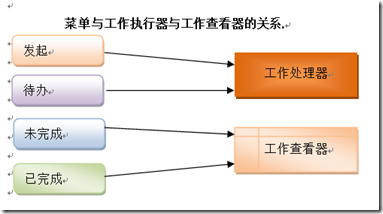 菜单与工作执行器与工作查看器的关系.
发起
待办
未完成
已完成
工作处理器
工作查看器